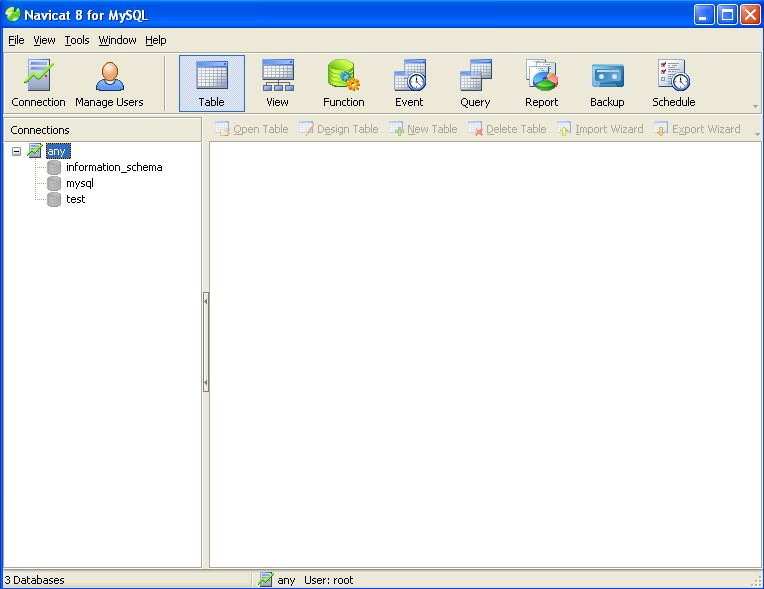 Navicat 8 for MySQL
File View Tools Window Help
Connection Manage Users Table View Function Event Query Report Backup Schedule
Connections Open Table Design Table New Table Delete Table Import Wizard Export Wizard
any
information_schema
mysql
test
3 Databases any User: root